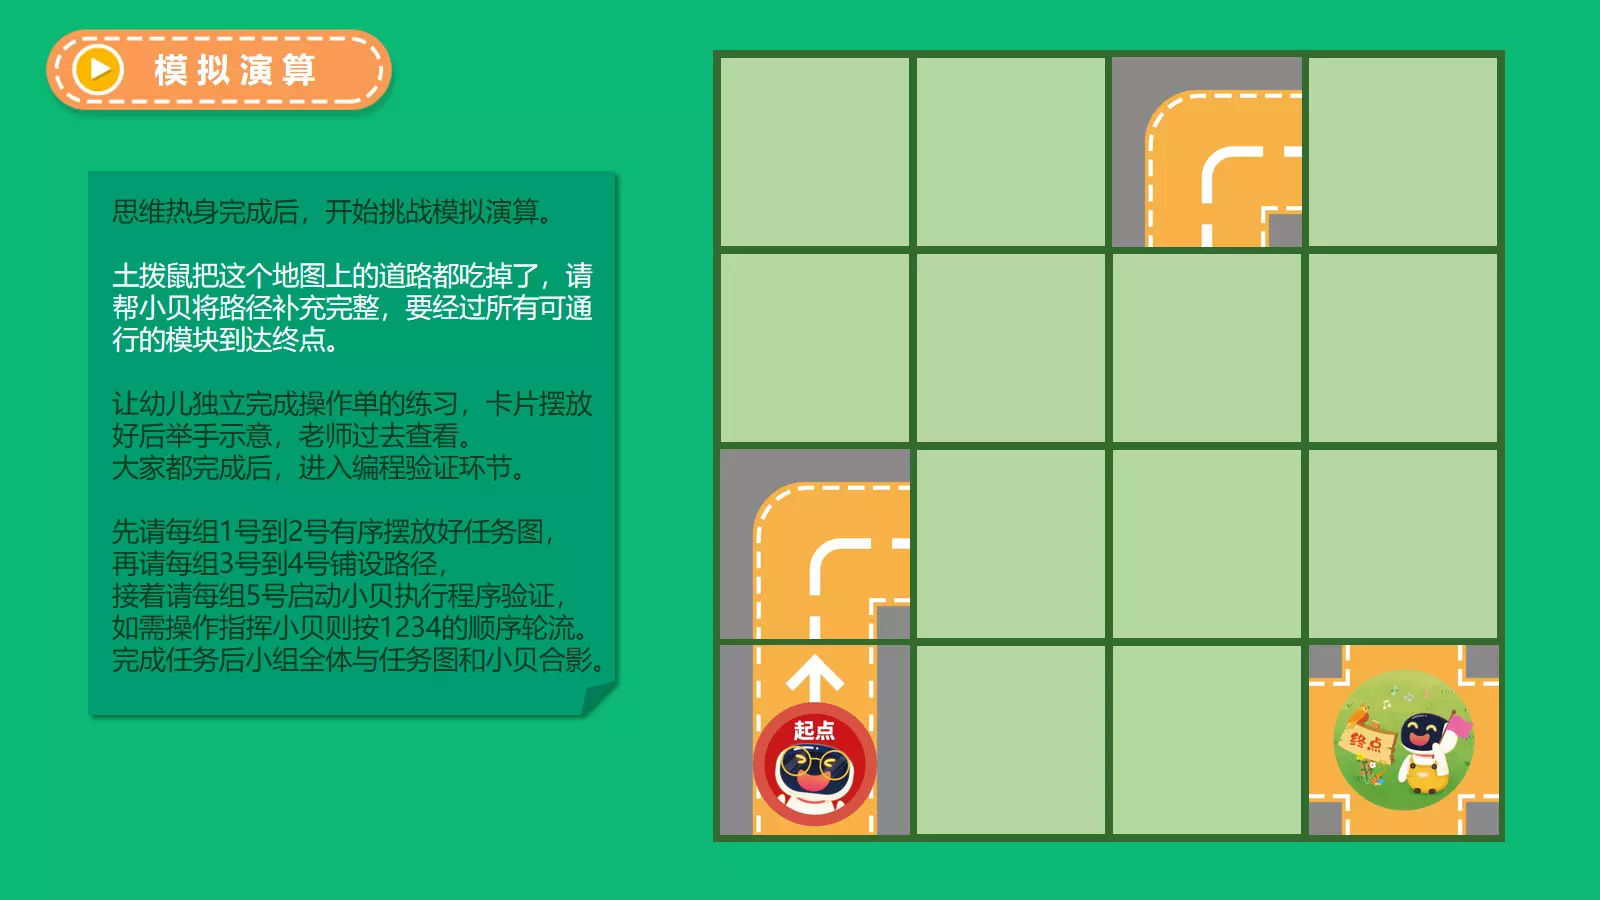 模拟演算
思维热身完成后，开始挑战模拟演算。
土拨鼠把这个地图上的道路都吃掉了，请
帮小贝将路径补充完整，要经过所有可通
行的模块到达终点。
让幼儿独立完成操作单的练习，卡片摆放
好后举手示意，老师过去查看。
大家都完成后，进入编程验证环节。
先请每组1号到2号有序摆放好任务图，
再请每组3号到4号铺设路径，
接着请每组5号启动小贝执行程序验证，
如需操作指挥小贝则按1234的顺序轮流。
完成任务后小组全体与任务图和小贝合影。
起点
终点